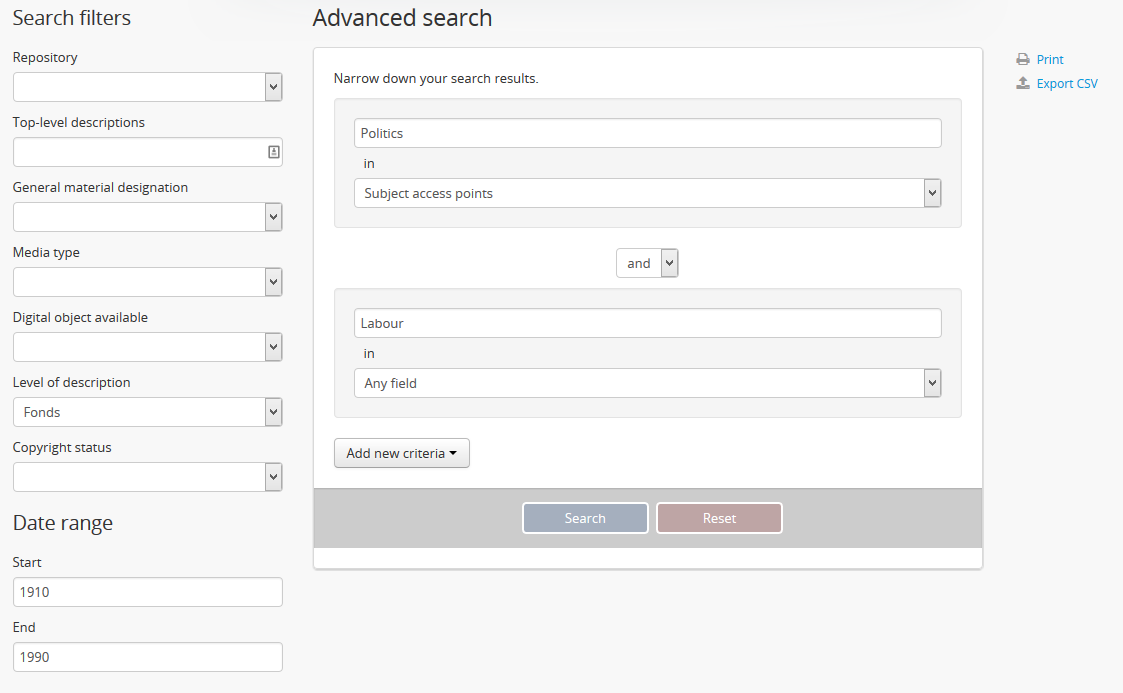 Search filters
Repository
Top-level descriptions
General material designation
Media type
Digital object available
Level of description
Fonds
Copyright status
Date range
Start
1910
End
1990
Advanced search
Narrow down your search results.
Politics
in
Subject access points
and
Labour
in
Any field
Add new criteria
Search
Reset
Print
Export CSV